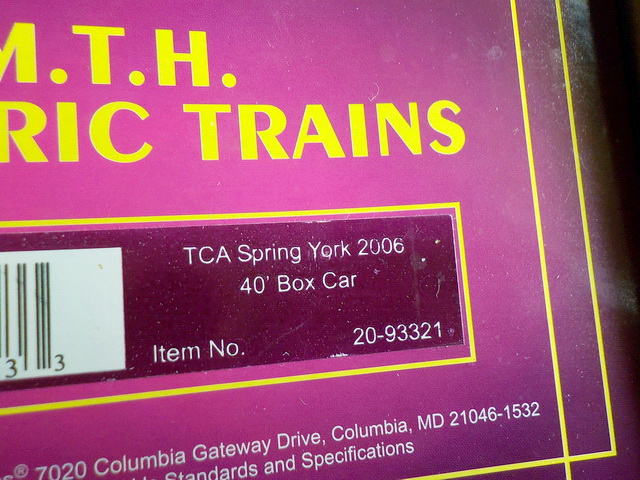 M.T.H.
RIC TRAINS
TCA Spring York 2006
40' Box Car
Item No. 20-93321
3 3
® 7020 Columbia Gateway Drive, Columbia, MD 21046-1532
Standards and Specifications